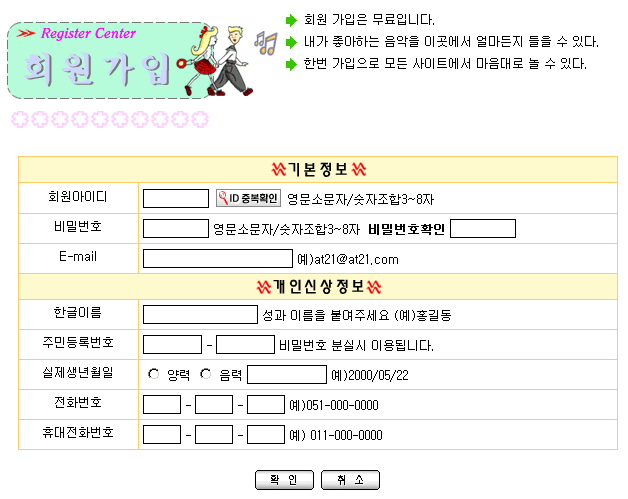 Register Center
회원가입
회원 가입은 무료입니다.
내가 좋아하는 음악을 이곳에서 얼마든지 들을 수 있다.
한번 가입으로 모든 사이트에서 마음대로 놀 수 있다.
기본정보
회원아이디 ID 중복확인 영문소문자/숫자조합3~8자
비밀번호 영문소문자/숫자조합3~8자 비밀번호확인
E-mail 예)at21@at21.com
개인신상정보
한글이름 성과 이름을 붙여주세요 (예)홍길동
주민등록번호 - 비밀번호 분실시 이용됩니다.
실제생년월일 양력 음력 예)2000/05/22
전화번호 - - 예)051-000-0000
휴대전화번호 - - 예) 011-000-0000
확 인 취 소